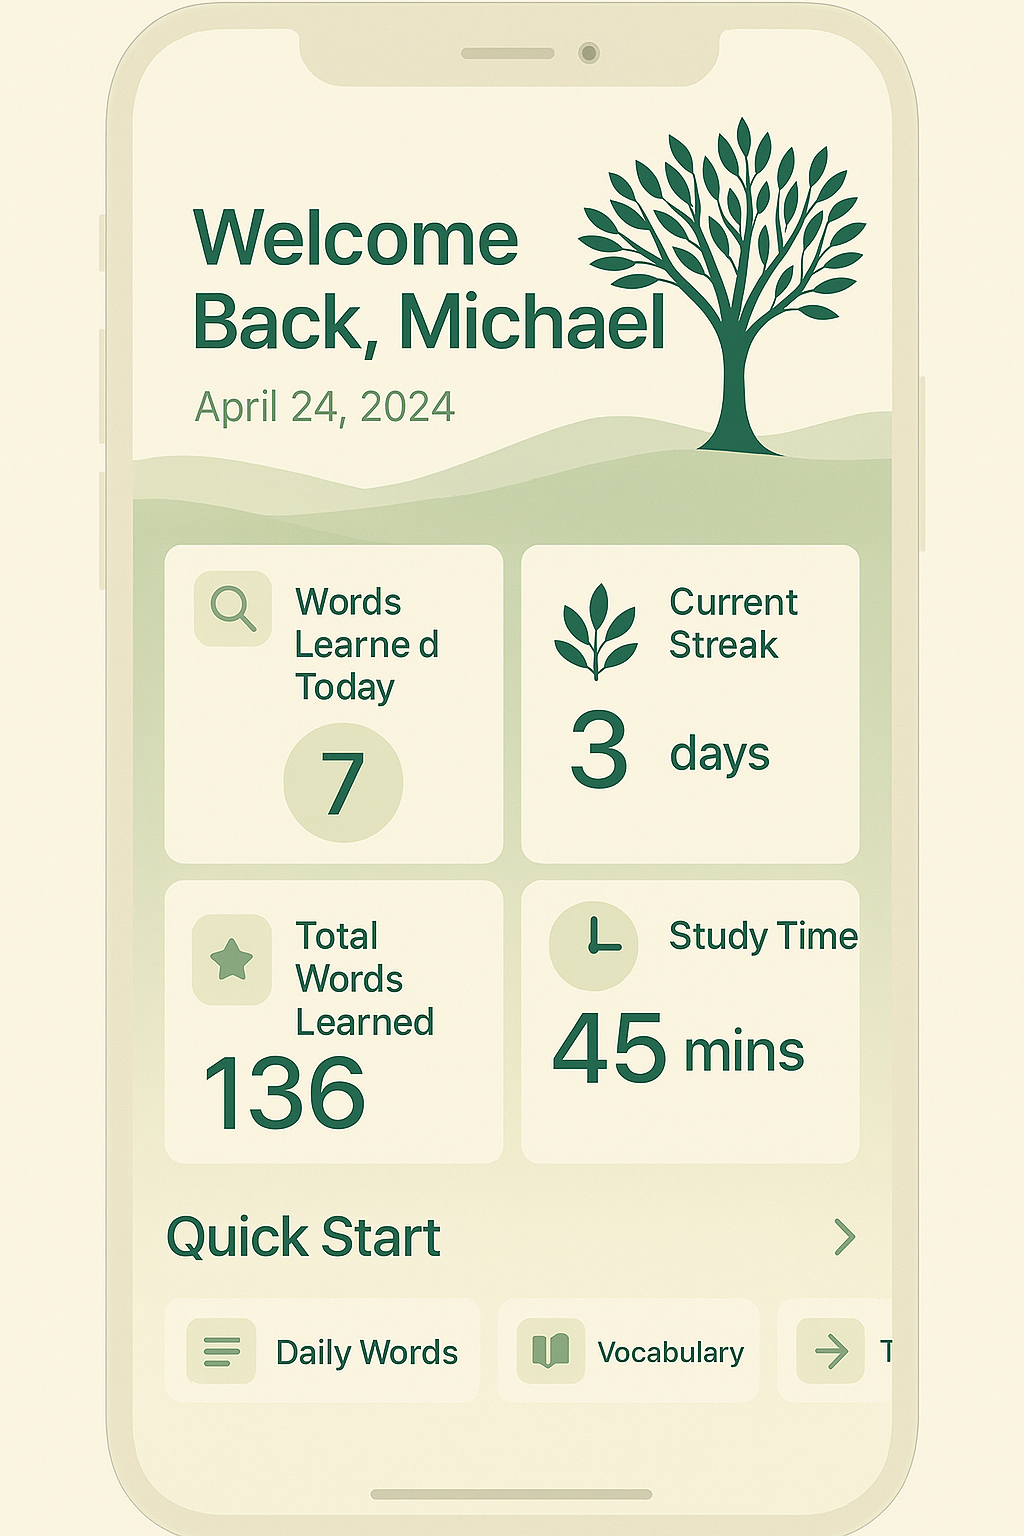 Welcome
Back, Michael
April 24, 2024
Words
Learne d
Today
7
Current
Streak
3 days
Total
Words
Learned
136
Study Time
45 mins
Quick Start
Daily Words
Vocabulary
T